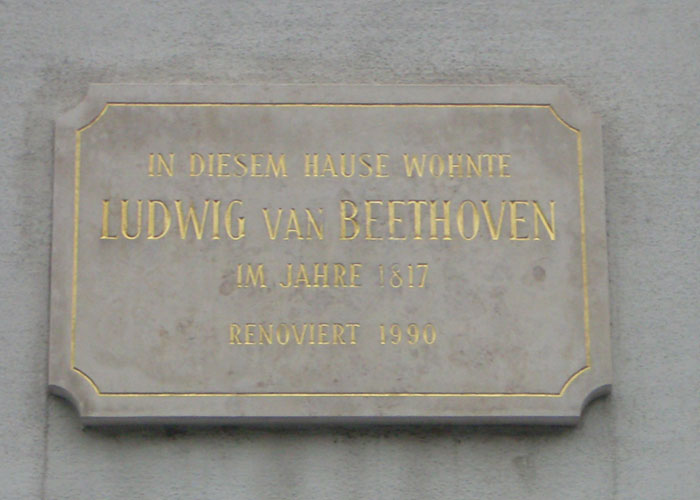 IN DIESEM HAUSE WOHNTE
LUDWIG VAN BEETHOVEN
IM JAHRE 1817
RENOVIERT 1990